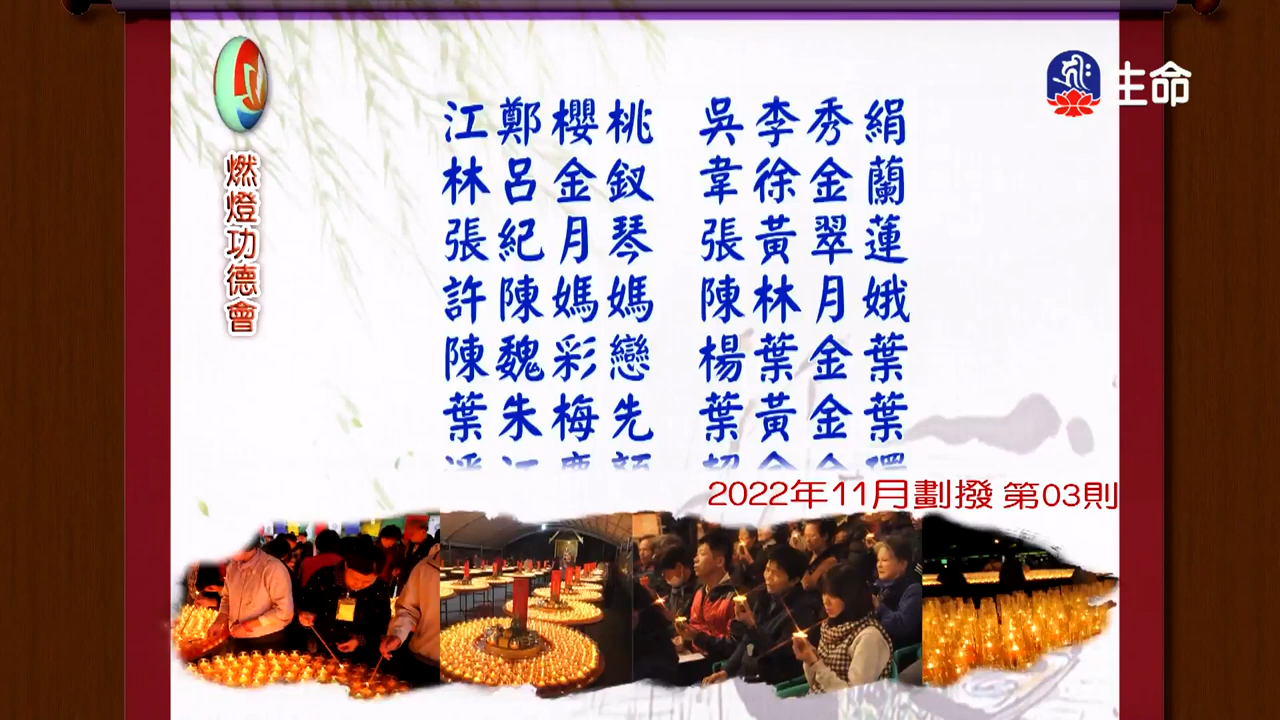 生命
燃燈功德會
江鄭櫻桃 吳李秀絹
林呂金釵 韋徐金蘭
張紀月琴 張黃翠蓮
許陳媽媽 陳林月娥
陳魏彩戀 楊葉金葉
葉朱梅先 葉黃金葉
2022年11月劃撥 第03則